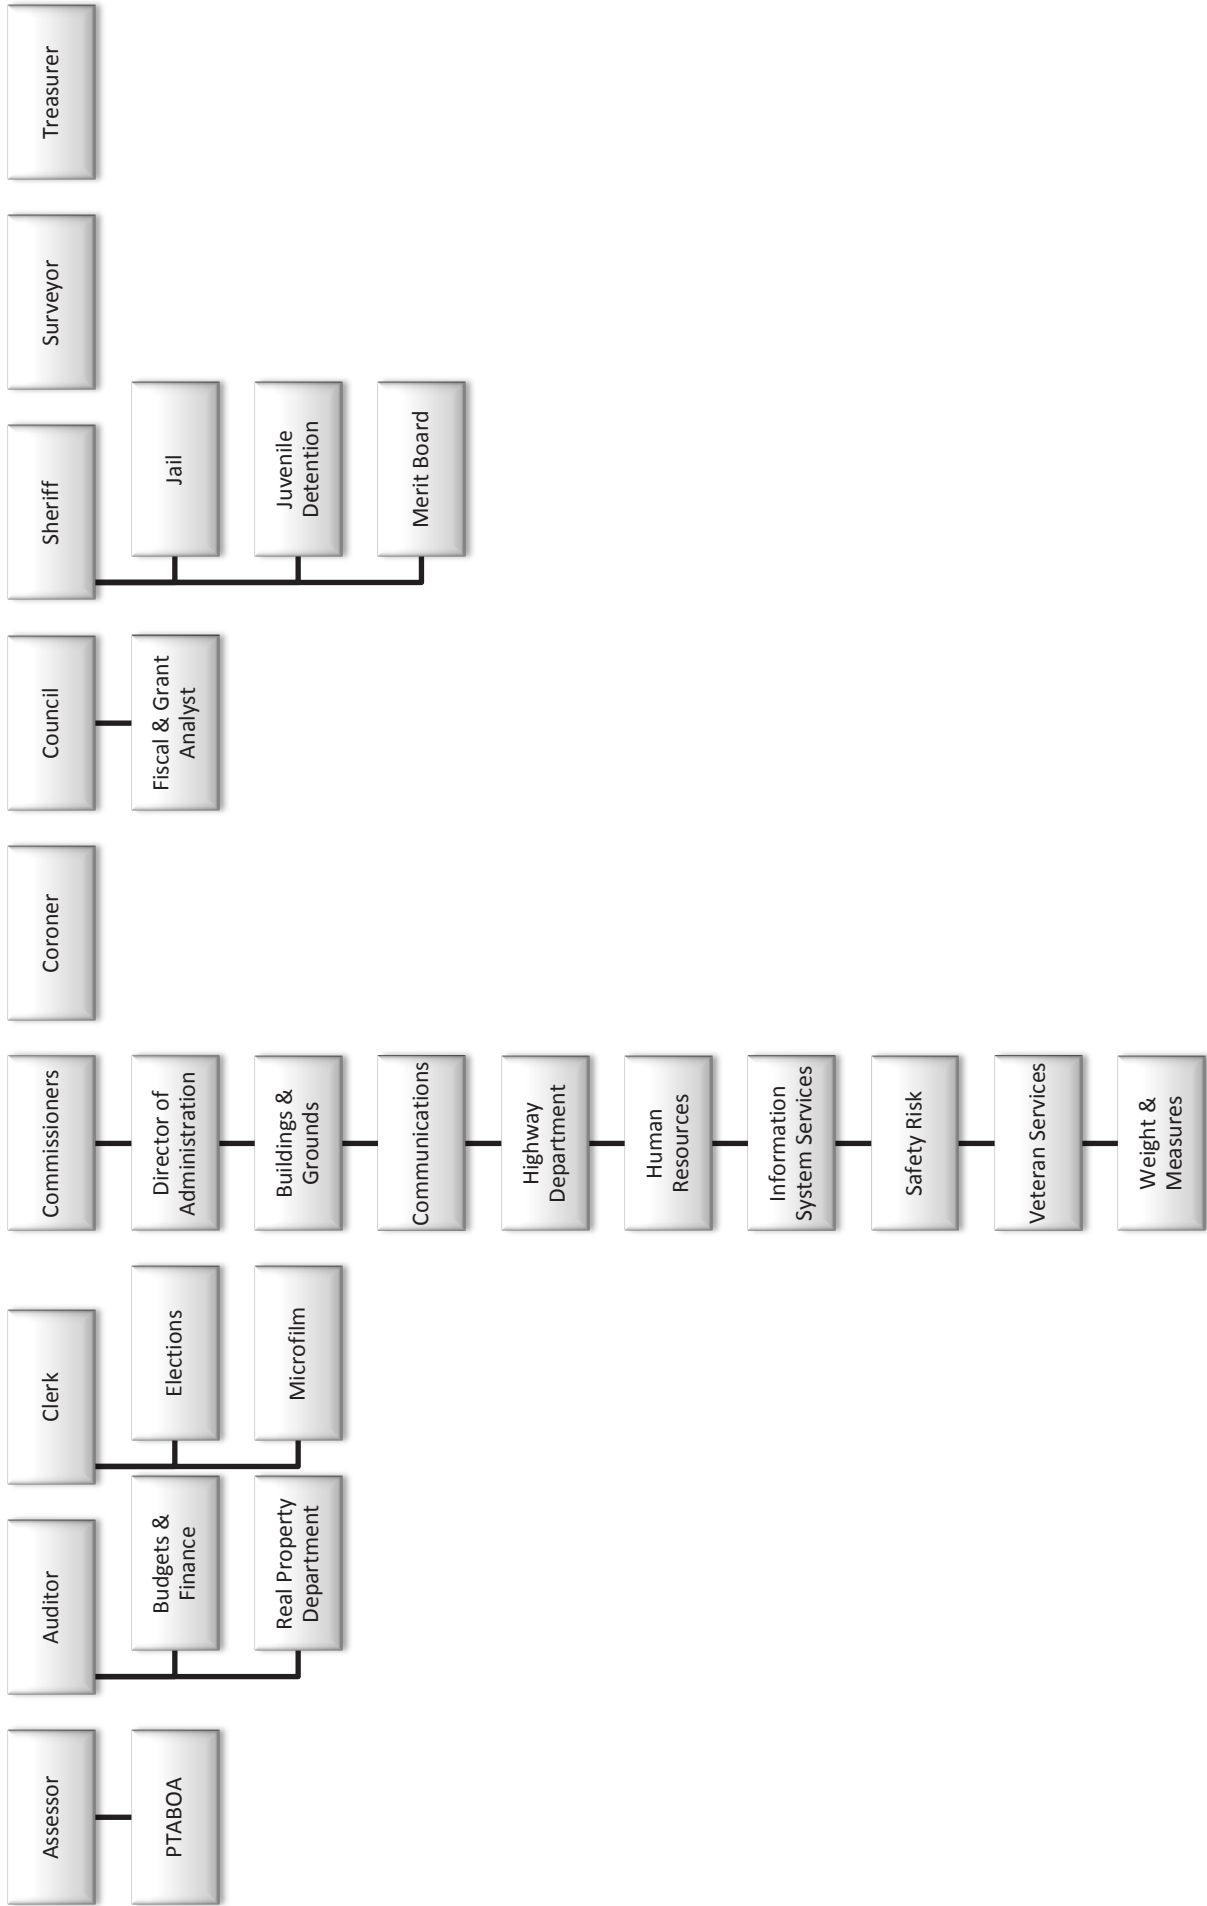 Assessor
PTABOA
Auditor
Budgets &
Finance
Real Property
Department
Clerk
Elections
Microfilm
Commissioners
Director of
Administration
Buildings &
Grounds
Communications
Highway
Department
Human
Resources
Information
System Services
Safety Risk
Veteran Services
Weight &
Measures
Coroner
Council
Fiscal & Grant
Analyst
Sheriff
Jail
Juvenile
Detention
Merit Board
Surveyor
Treasurer